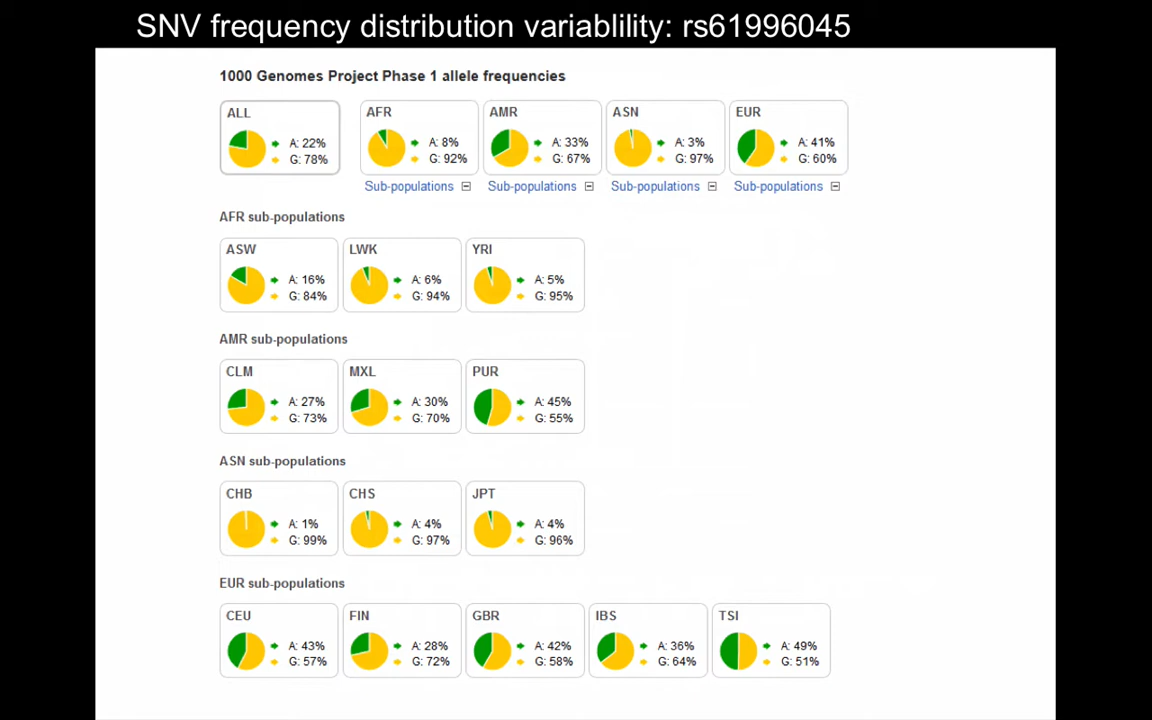 SNV frequency distribution variablility: rs61996045
1000 Genomes Project Phase 1 allele frequencies
ALL AFR AMR ASN EUR
A: 22% A: 8% A: 33% A: 3% A: 41%
G: 78% G: 92% G: 67% G: 97% G: 60%
Sub-populations Sub-populations Sub-populations Sub-populations
AFR sub-populations
ASW LWK YRI
A: 16% A: 6% A: 5%
G: 84% G: 94% G: 95%
AMR sub-populations
CLM MXL PUR
A: 27% A: 30% A: 45%
G: 73% G: 70% G: 55%
ASN sub-populations
CHB CHS JPT
A: 1% A: 4% A: 4%
G: 99% G: 97% G: 96%
EUR sub-populations
CEU FIN GBR IBS TSI
A: 43% A: 28% A: 42% A: 36% A: 49%
G: 57% G: 72% G: 58% G: 64% G: 51%